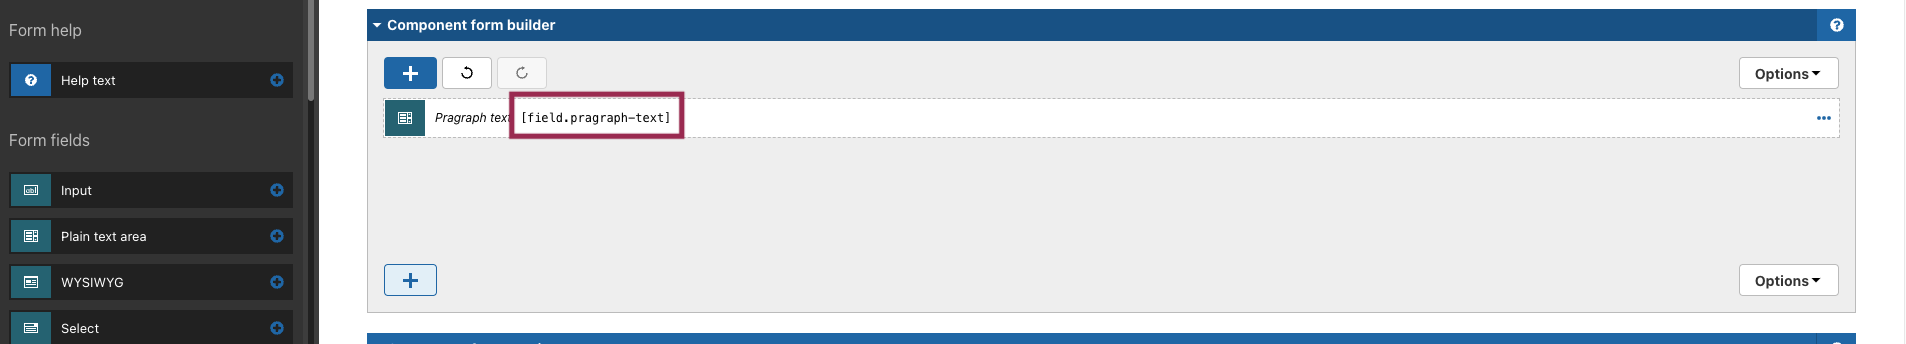 Form help
Help text
Form fields
Input
Plain text area
WYSIWYG
Select
Component form builder
Options
Pragraph text [field.pragraph-text]
Options